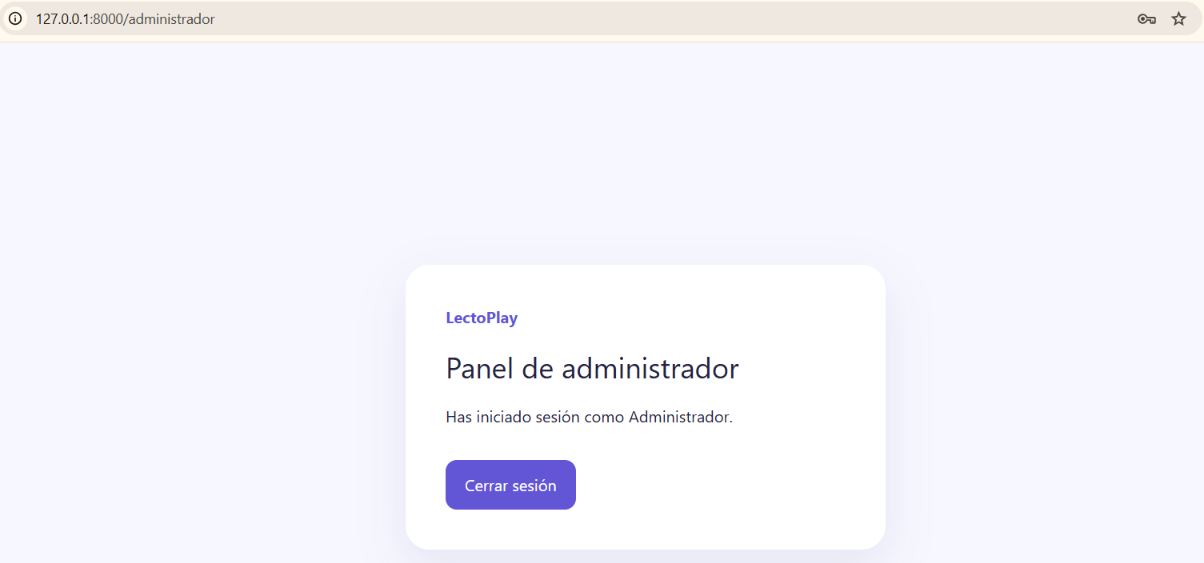 127.0.0.1:8000/administrador
LectoPlay
Panel de administrador
Has iniciado sesión como Administrador.
Cerrar sesión